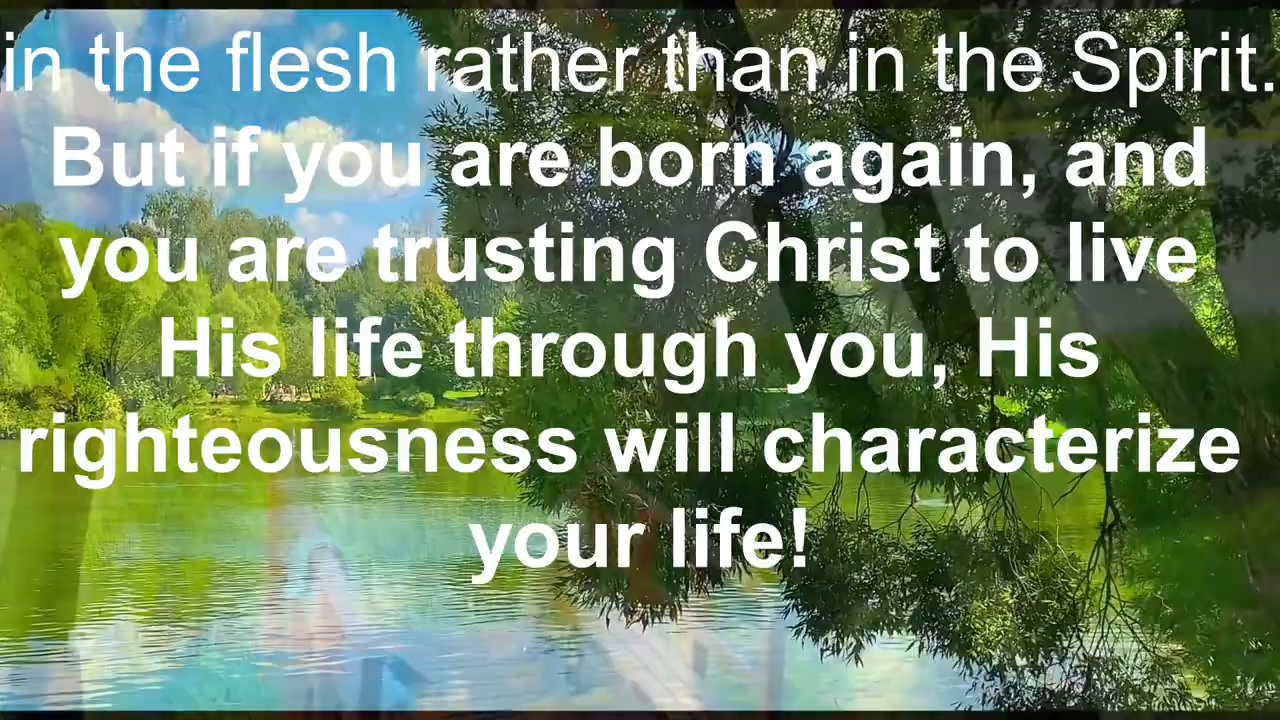 in the flesh rather than in the Spirit.
But if you are born again, and
you are trusting Christ to live
His life through you, His
righteousness will characterize
your life!